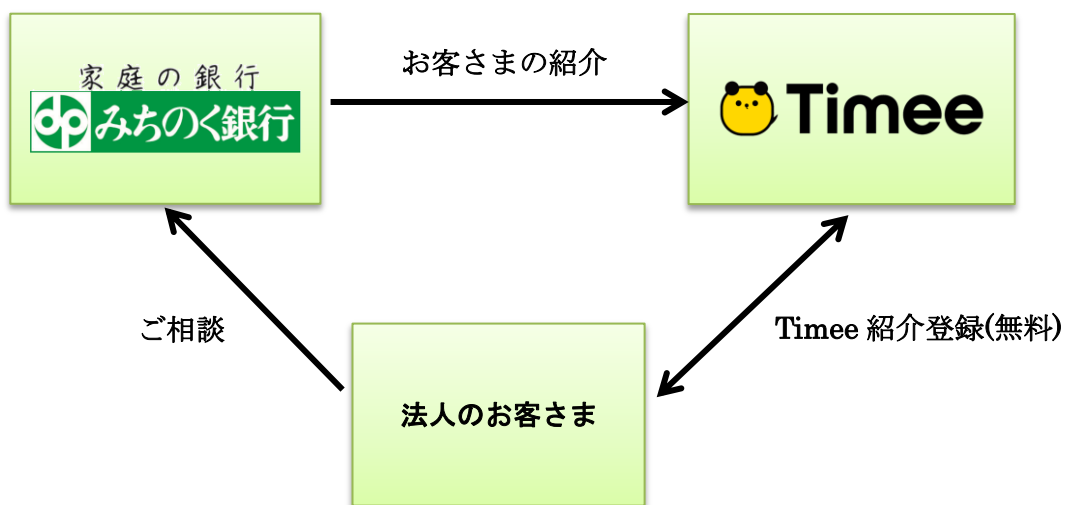 お客さまの紹介
家庭の銀行
みちのく銀行
Timee
ご相談
Timee 紹介登録(無料)
法人のお客さま